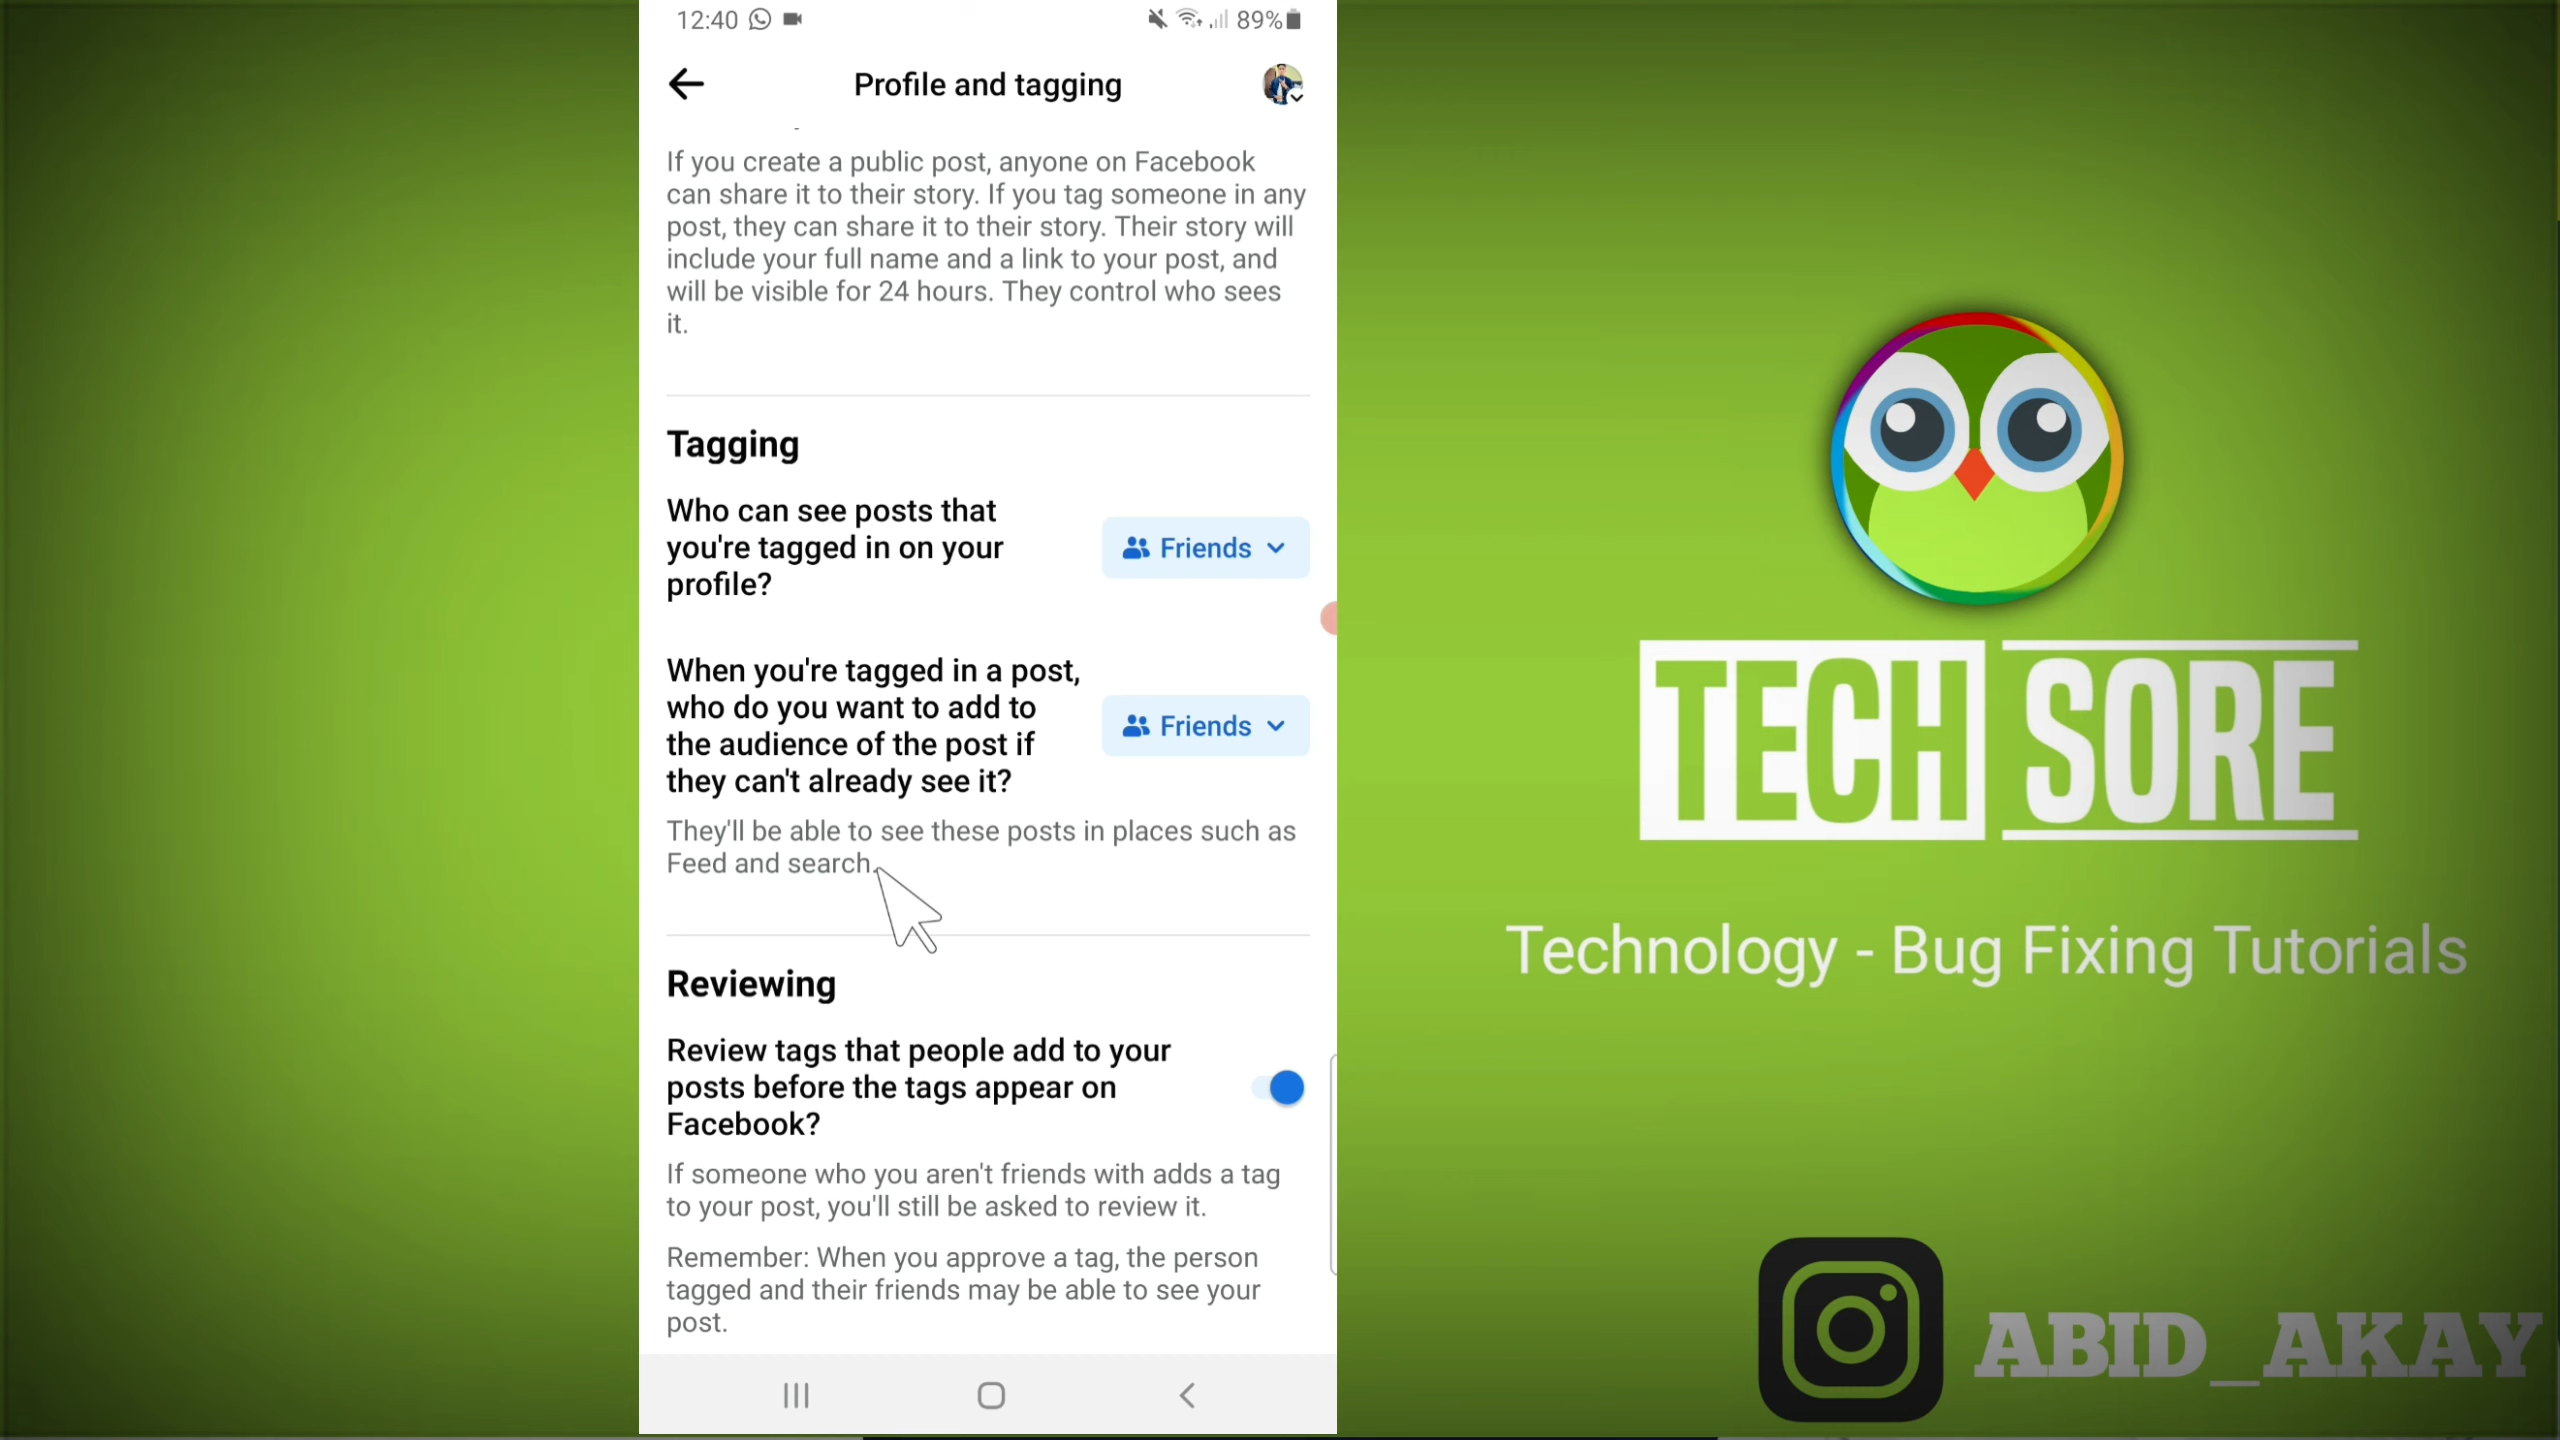 12:40
89%
Profile and tagging
If you create a public post, anyone on Facebook
can share it to their story. If you tag someone in any
post, they can share it to their story. Their story will
include your full name and a link to your post, and
will be visible for 24 hours. They control who sees
it.
Tagging
Who can see posts that
you're tagged in on your
profile?
Friends
When you're tagged in a post,
who do you want to add to
the audience of the post if
they can't already see it?
Friends
They'll be able to see these posts in places such as
Feed and search.
Reviewing
Review tags that people add to your
posts before the tags appear on
Facebook?
If someone who you aren't friends with adds a tag
to your post, you'll still be asked to review it.
Remember: When you approve a tag, the person
tagged and their friends may be able to see your
post.
TECH SORE
Technology - Bug Fixing Tutorials
ABID_AKAY